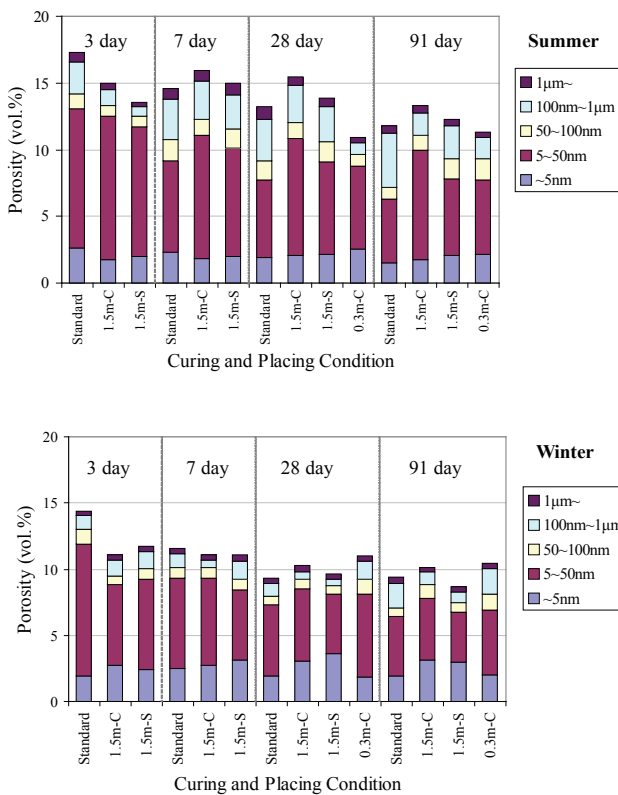 20
3 day
7 day
28 day
91 day
Summer
15
10
5
0
Porosity (vol.%)
1μm~
100nm~1μm
50~100nm
5~50nm
~5nm
Standard
1.5m-C
1.5m-S
Standard
1.5m-C
1.5m-S
Standard
1.5m-C
1.5m-S
0.3m-C
Standard
1.5m-C
1.5m-S
0.3m-C
Curing and Placing Condition
20
3 day
7 day
28 day
91 day
Winter
15
10
5
0
Porosity (vol.%)
1μm~
100nm~1μm
50~100nm
5~50nm
~5nm
Standard
1.5m-C
1.5m-S
Standard
1.5m-C
1.5m-S
Standard
1.5m-C
1.5m-S
0.3m-C
Standard
1.5m-C
1.5m-S
0.3m-C
Curing and Placing Condition